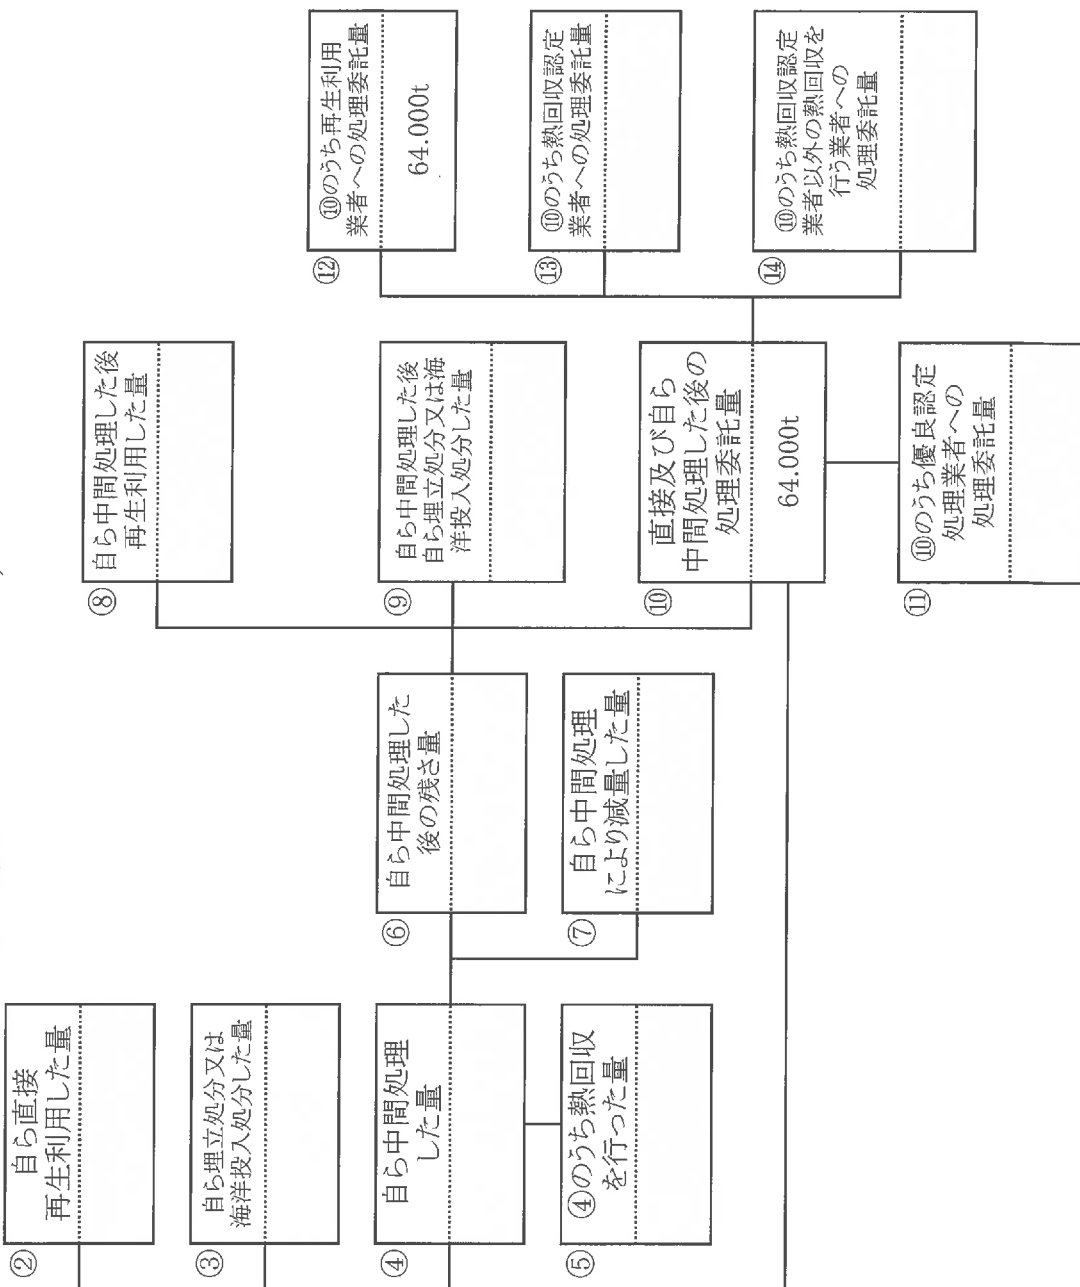 ②
自ら直接
再生利用した量
③
自ら埋立処分又は
海洋投入処分した量
④
自ら中間処理
した量
⑤
④のうち熱回収
を行った量
⑥
自ら中間処理した
後の残さ量
⑦
自ら中間処理
により減量した量
⑧
自ら中間処理した後
再生利用した量
⑨
自ら中間処理した後
自ら埋立処分又は海
洋投入処分した量
⑩
直接及び自ら
中間処理した後の
処理委託量
64.000t
⑪
⑩のうち優良認定
処理業者への
処理委託量
⑫
⑩のうち再生利用
業者への処理委託量
64.000t
⑬
⑩のうち熱回収認定
業者への処理委託量
⑭
⑩のうち熱回収認定
業者以外の熱回収を
行う業者への
処理委託量